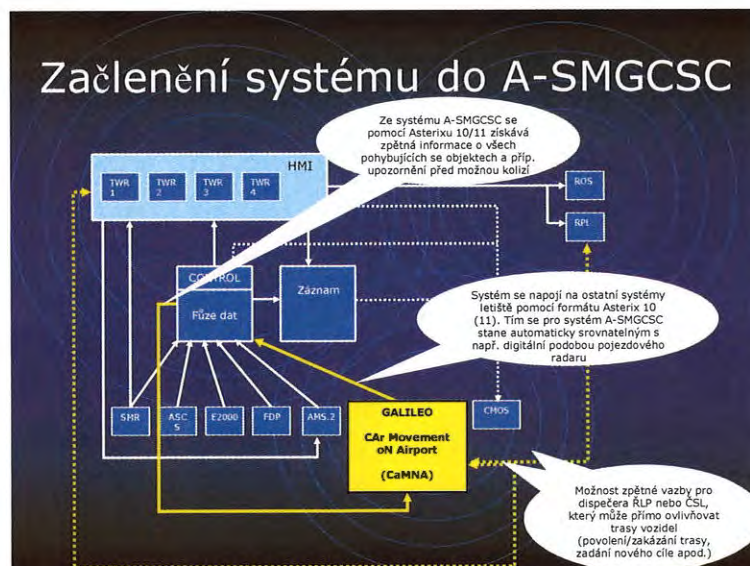 Začlenění systému do A-SMGCSC
Ze systému A-SMGCSC se
pomocí Asterixu 10/11 získává
zpětná informace o všech
pohybujících se objektech a příp.
upozornění před možnou kolizí
HMI
TWR
1
TWR
2
TWR
3
TWR
4
ROS
RPL
CONTROL
Fůze dat
Záznam
Systém se napojí na ostatní systémy
letiště pomocí formátu Asterix 10
(11). Tím se pro systém A-SMGCSC
stane automaticky srovnatelným s
např. digitální podobou pojezdového
radaru
SMR
ASC
S
E2000
FDP
AMS.2
GALILEO
CAr Movement
oN Airport
(CaMNA)
CMOS
Možnost zpětné vazby pro
dispečera ŘLP nebo ČSL,
který může přímo ovlivňovat
trasy vozidel
(povolení/zakázání trasy,
zadání nového cíle apod.)